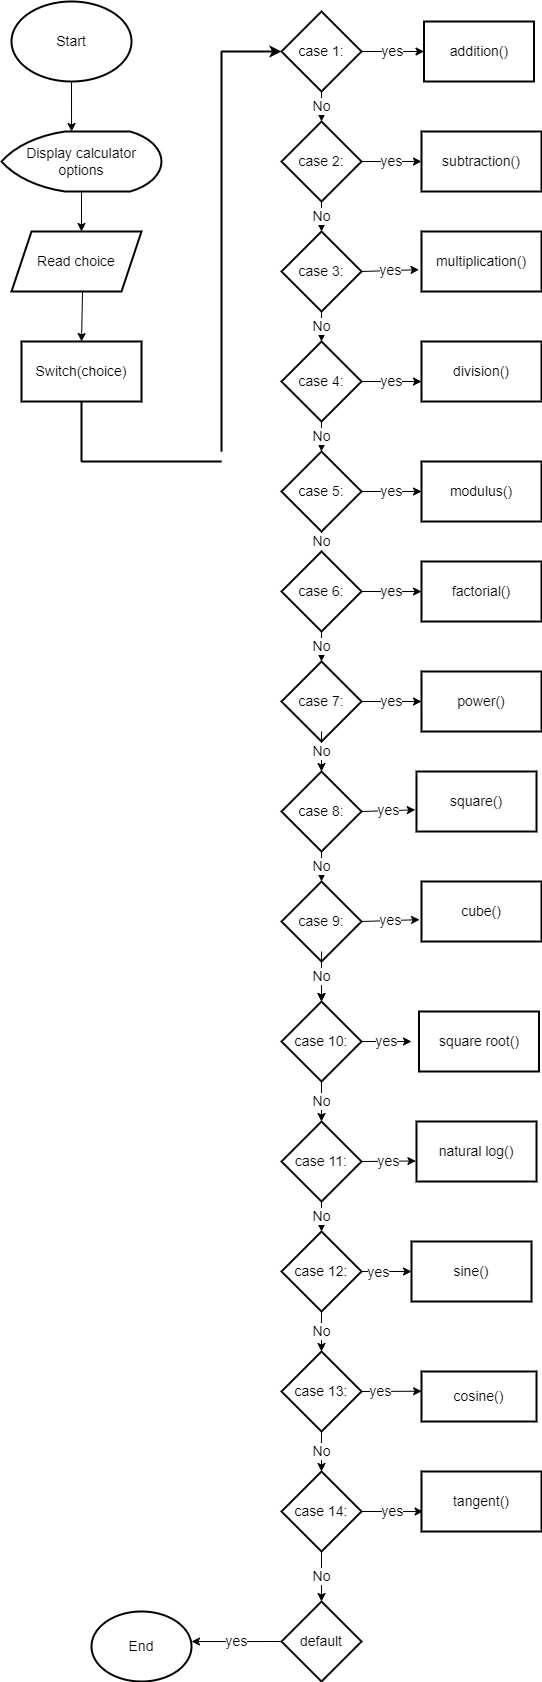 Start
Display calculator
options
Read choice
Switch(choice)
case 1:
yes
addition()
No
case 2:
yes
subtraction()
No
case 3:
yes
multiplication()
No
case 4:
yes
division()
No
case 5:
yes
modulus()
No
case 6:
yes
factorial()
No
case 7:
yes
power()
No
case 8:
yes
square()
No
case 9:
yes
cube()
No
case 10:
yes
square root()
No
case 11:
yes
natural log()
No
case 12:
yes
sine()
No
case 13:
yes
cosine()
No
case 14:
yes
tangent()
No
default
yes
End